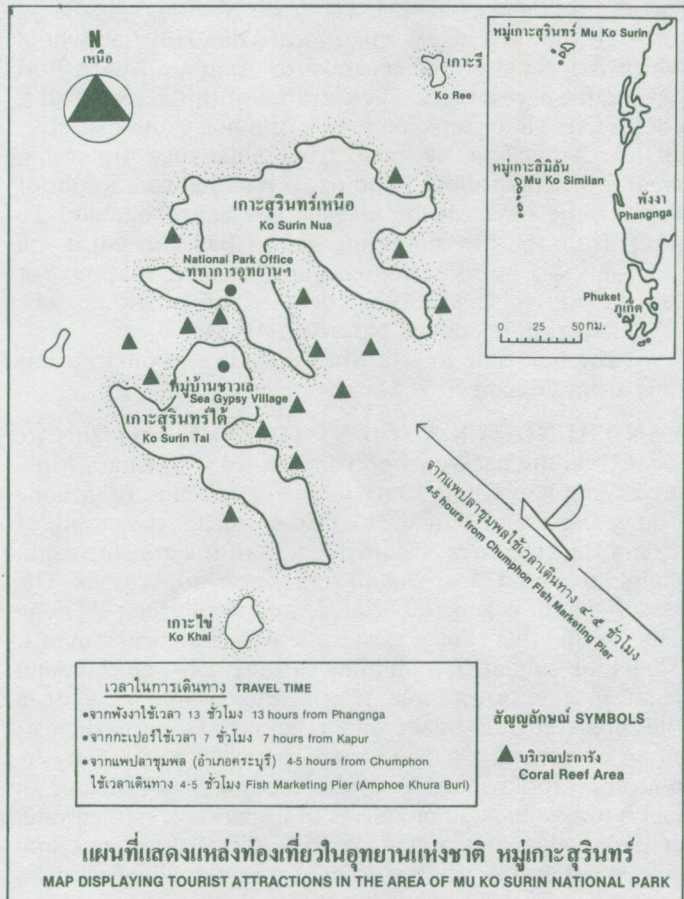 N
เหนือ
เกาะรี
Ko Ree
หมู่เกาะสุรินทร์ Mu Ko Surin
หมู่เกาะสิมิลัน
Mu Ko Similan
พังงา
Phangnga
Phuket
ภูเก็ต
0 25 50 กม.
เกาะสุรินทร์เหนือ
Ko Surin Nua
National Park Office
ททาการอุทยานฯ
หมู่บ้านชาวเล
Sea Gypsy Village
เกาะสุรินทร์ใต้
Ko Surin Tai
จากแพปลาชุมพลใช้เวลาเดินทาง ๔-๕ ชั่วโมง
4-5 hours from Chumphon Fish Marketing Pier
เกาะไข่
Ko Khai
เวลาในการเดินทาง TRAVEL TIME
•จากพังงาใช้เวลา 13 ชั่วโมง 13 hours from Phangnga
•จากกะเปอร์ใช้เวลา 7 ชั่วโมง 7 hours from Kapur
•จากแพปลาชุมพล (อำเภอคระบุรี) 4-5 hours from Chumphon
ใช้เวลาเดินทาง 4-5 ชั่วโมง Fish Marketing Pier (Amphoe Khura Buri)
สัญญลักษณ์ SYMBOLS
บริเวณปะการัง
Coral Reef Area
แผนที่แสดงแหล่งท่องเที่ยวในอุทยานแห่งชาติ หมู่เกาะสุรินทร์
MAP DISPLAYING TOURIST ATTRACTIONS IN THE AREA OF MU KO SURIN NATIONAL PARK